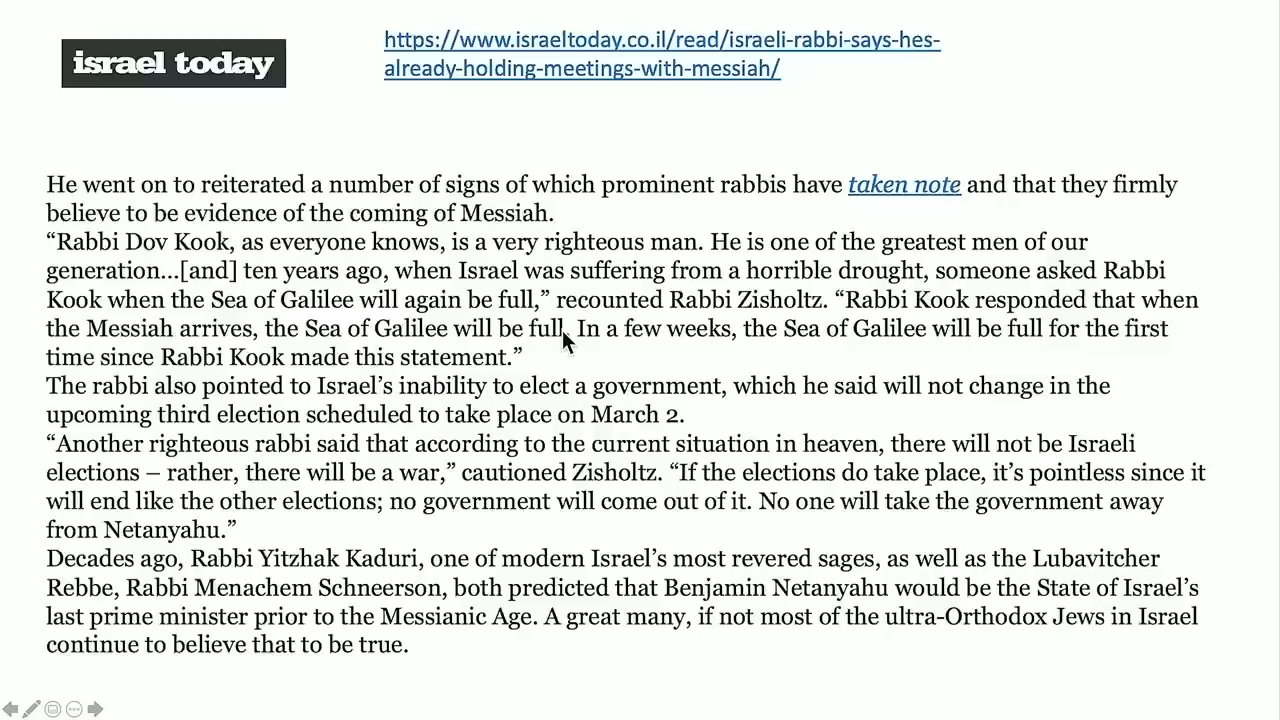 israel today
https://www.israeltoday.co.il/read/israeli-rabbi-says-hes-
already-holding-meetings-with-messiah/
He went on to reiterated a number of signs of which prominent rabbis have taken note and that they firmly
believe to be evidence of the coming of Messiah.
“Rabbi Dov Kook, as everyone knows, is a very righteous man. He is one of the greatest men of our
generation…[and] ten years ago, when Israel was suffering from a horrible drought, someone asked Rabbi
Kook when the Sea of Galilee will again be full,” recounted Rabbi Zisholtz. “Rabbi Kook responded that when
the Messiah arrives, the Sea of Galilee will be full. In a few weeks, the Sea of Galilee will be full for the first
time since Rabbi Kook made this statement.”
The rabbi also pointed to Israel’s inability to elect a government, which he said will not change in the
upcoming third election scheduled to take place on March 2.
“Another righteous rabbi said that according to the current situation in heaven, there will not be Israeli
elections – rather, there will be a war,” cautioned Zisholtz. “If the elections do take place, it’s pointless since it
will end like the other elections; no government will come out of it. No one will take the government away
from Netanyahu.”
Decades ago, Rabbi Yitzhak Kaduri, one of modern Israel’s most revered sages, as well as the Lubavitcher
Rebbe, Rabbi Menachem Schneerson, both predicted that Benjamin Netanyahu would be the State of Israel’s
last prime minister prior to the Messianic Age. A great many, if not most of the ultra-Orthodox Jews in Israel
continue to believe that to be true.